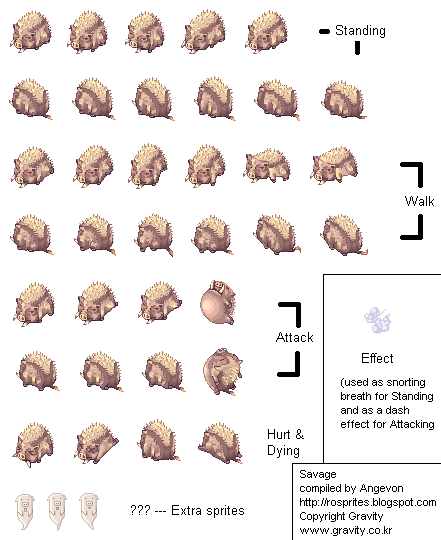 Standing
Walk
Attack
Effect
(used as snorting
breath for Standing
and as a dash
effect for Attacking
Hurt &
Dying
Savage
compiled by Angevon
http://rosprites.blogspot.com
Copyright Gravity
www.gravity.co.kr
??? --- Extra sprites